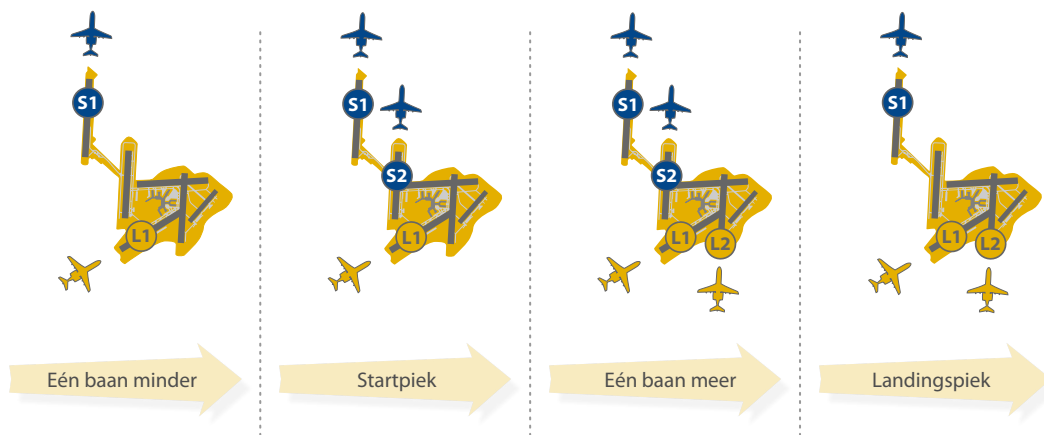 S1
L1
Eén baan minder
S1
S2
L1
Startpiek
S1
S2
L1
L2
Eén baan meer
S1
L1
L2
Landingspiek